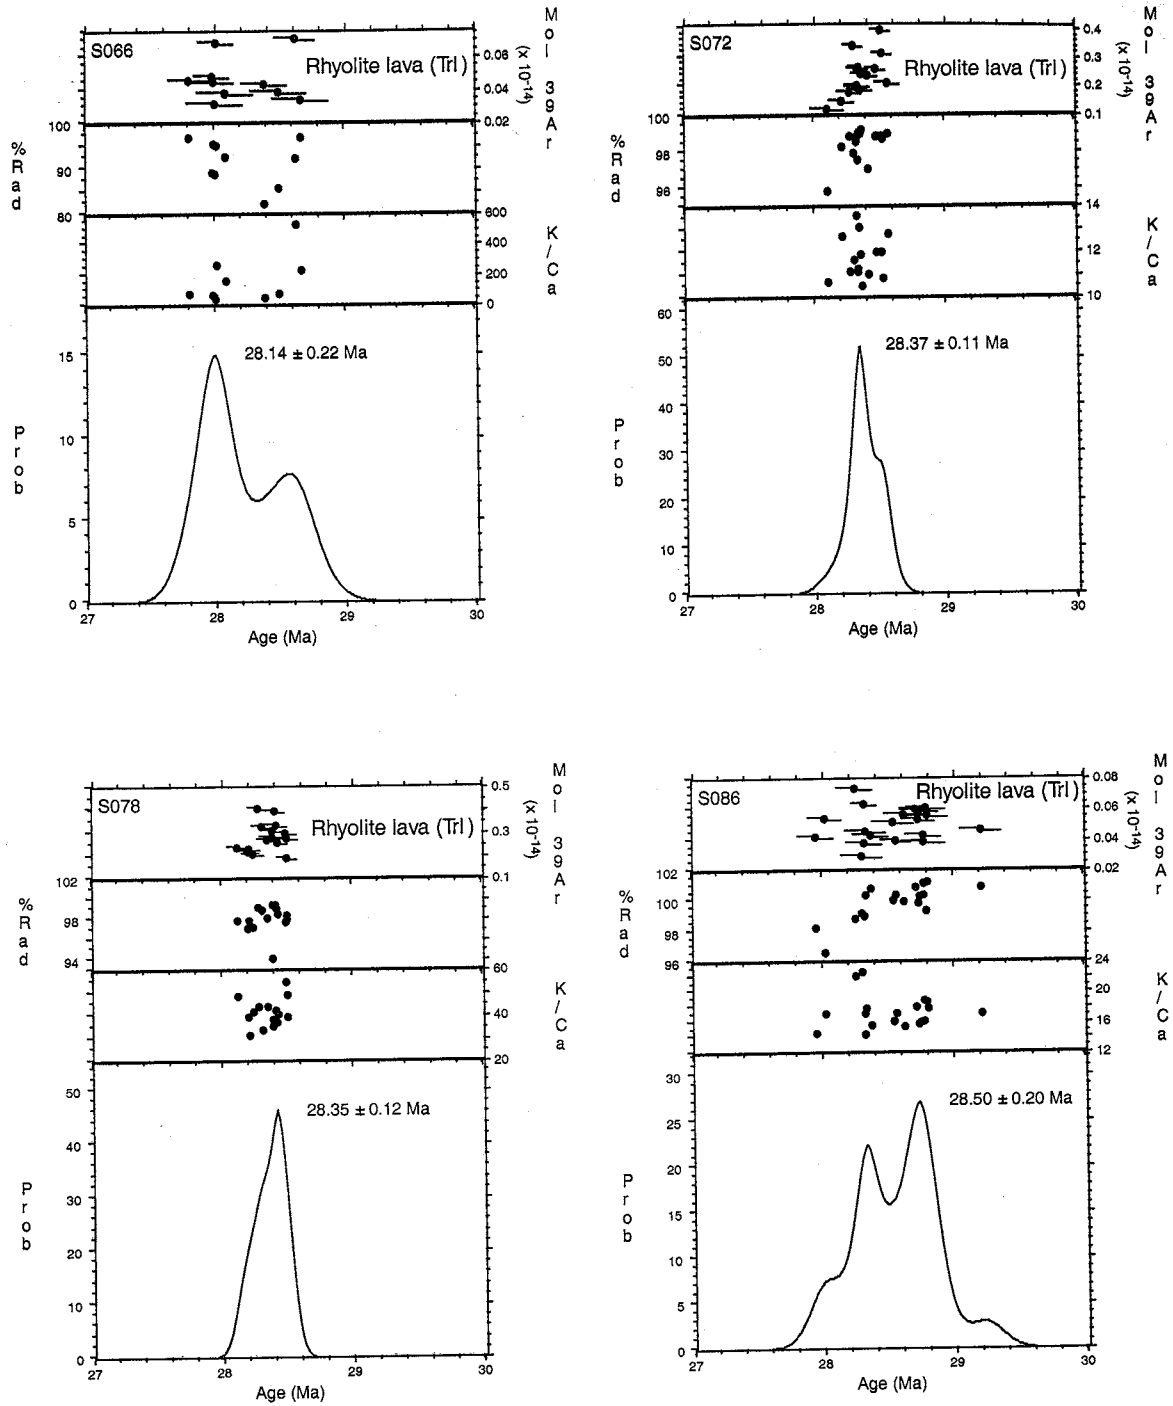 S066
Rhyolite lava (Trl)
Mol 39Ar
(x 10-14)
0.06
0.04
0.02
%Rad
100
90
80
K/Ca
600
400
200
0
Prob
15
10
5
0
28.14 ± 0.22 Ma
27 28 29 30
Age (Ma)
S072
Rhyolite lava (Trl)
Mol 39Ar
(x 10-14)
0.4
0.3
0.2
0.1
%Rad
100
98
96
K/Ca
14
12
10
Prob
60
50
40
30
20
10
0
28.37 ± 0.11 Ma
27 28 29 30
Age (Ma)
S078
Rhyolite lava (Trl)
Mol 39Ar
(x 10-14)
0.5
0.3
0.1
%Rad
102
98
94
K/Ca
60
40
20
Prob
50
40
30
20
10
0
28.35 ± 0.12 Ma
27 28 29 30
Age (Ma)
S086
Rhyolite lava (Trl)
Mol 39Ar
(x 10-14)
0.08
0.06
0.04
0.02
%Rad
102
100
98
96
K/Ca
24
20
16
12
Prob
30
25
20
15
10
5
0
28.50 ± 0.20 Ma
27 28 29 30
Age (Ma)